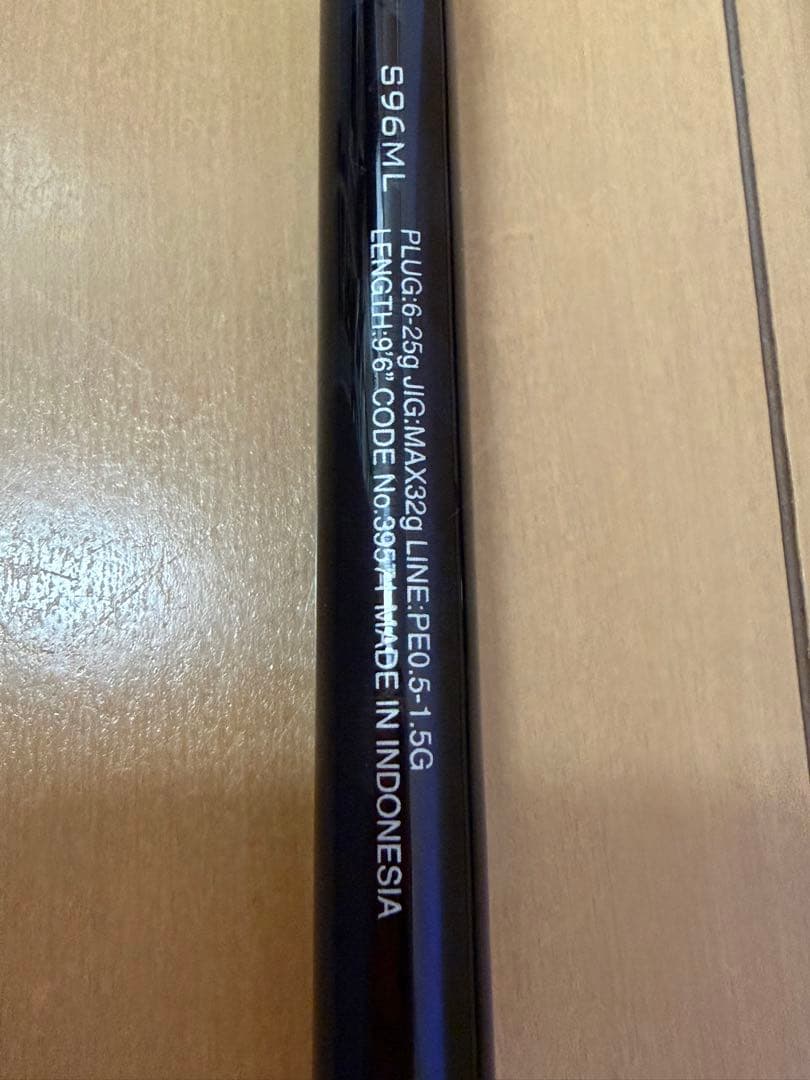 S96ML
PLUG:6-25g JIG:MAX32g LINE:PE0.5-1.5G
LENGTH:9'6" CODE No.39571 MADE IN INDONESIA